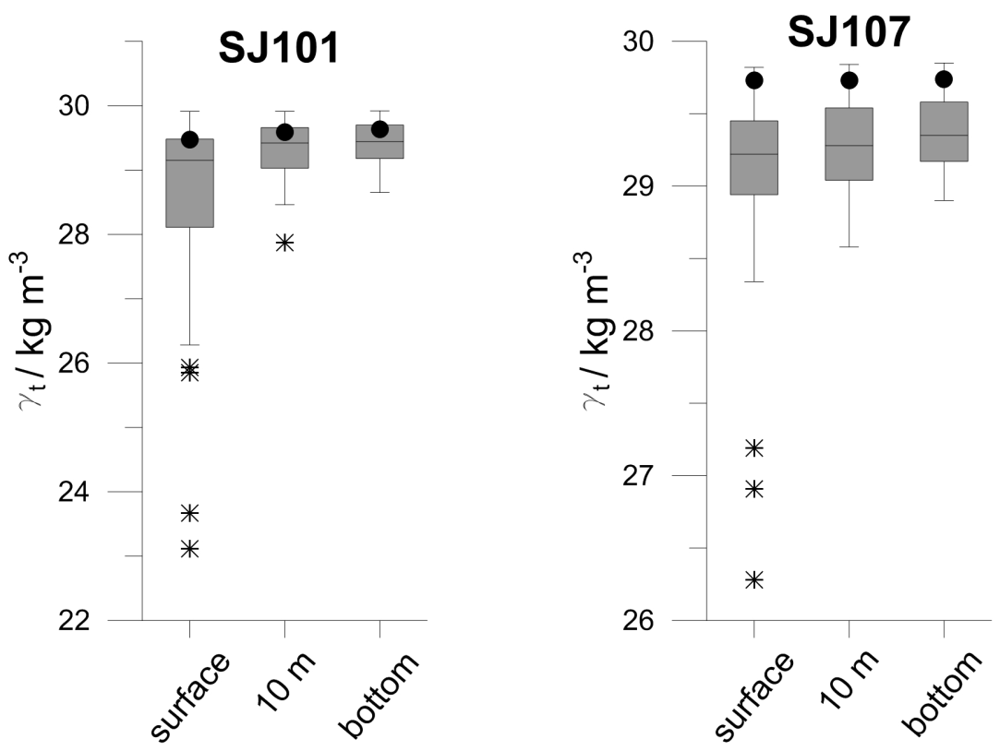 SJ101
30
28
26
24
22
γt / kg m-3
surface
10 m
bottom
SJ107
30
29
28
27
26
γt / kg m-3
surface
10 m
bottom